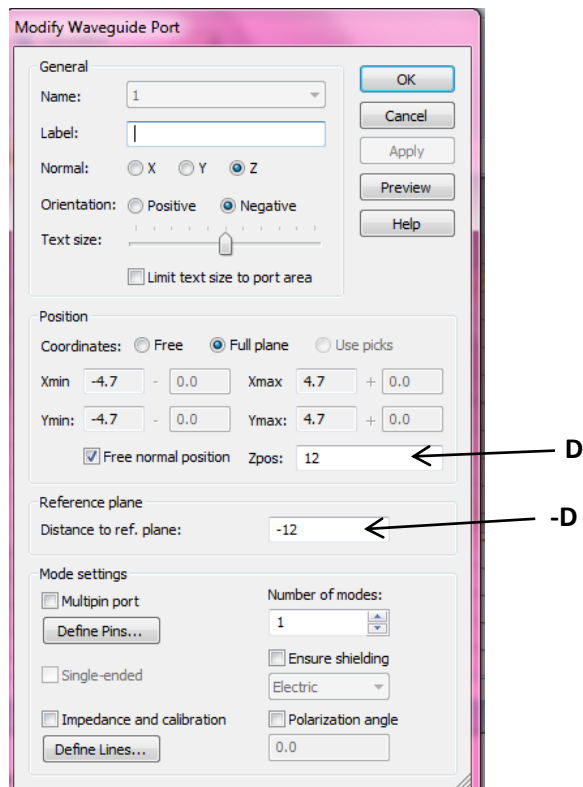 Modify Waveguide Port
General
Name: 1
Label:
Normal: X Y Z
Orientation: Positive Negative
Text size:
Limit text size to port area
OK
Cancel
Apply
Preview
Help
Position
Coordinates: Free Full plane Use picks
Xmin -4.7 - 0.0 Xmax 4.7 + 0.0
Ymin: -4.7 - 0.0 Ymax: 4.7 + 0.0
Free normal position Zpos: 12
D
Reference plane
Distance to ref. plane: -12
-D
Mode settings
Multipin port
Define Pins...
Single-ended
Impedance and calibration
Define Lines...
Number of modes:
1
Ensure shielding
Electric
Polarization angle
0.0